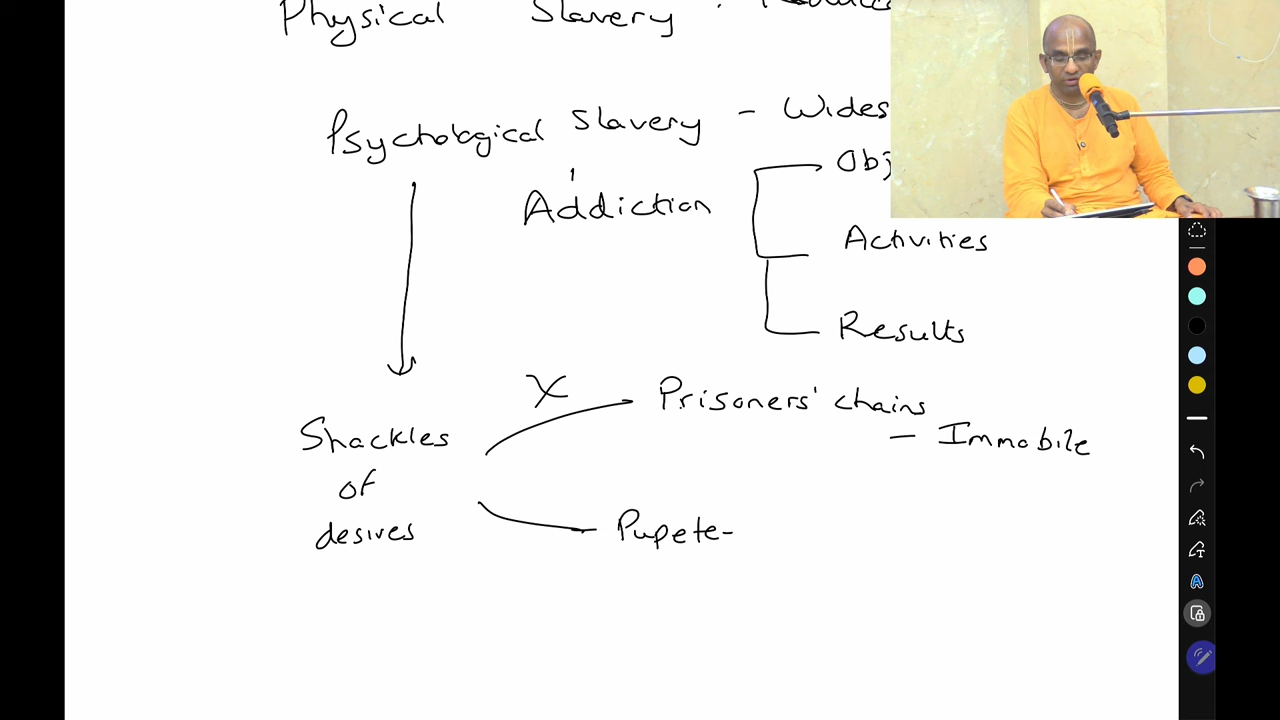 Physical Slavery :
Psychological Slavery - Wides
Addiction
Obj
Activities
Results
X
Prisoners' chains
- Immobile
Shackles
of
desires
Pupete-